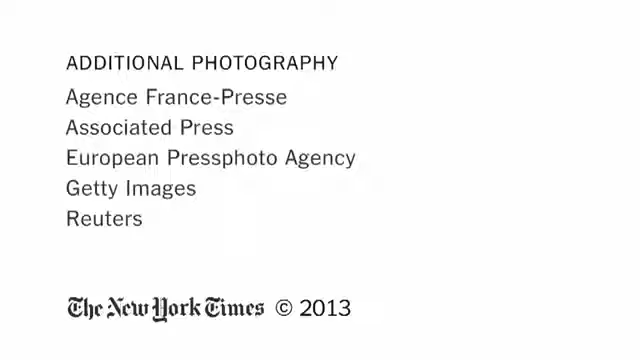 ADDITIONAL PHOTOGRAPHY
Agence France-Presse
Associated Press
European Pressphoto Agency
Getty Images
Reuters
The New York Times © 2013